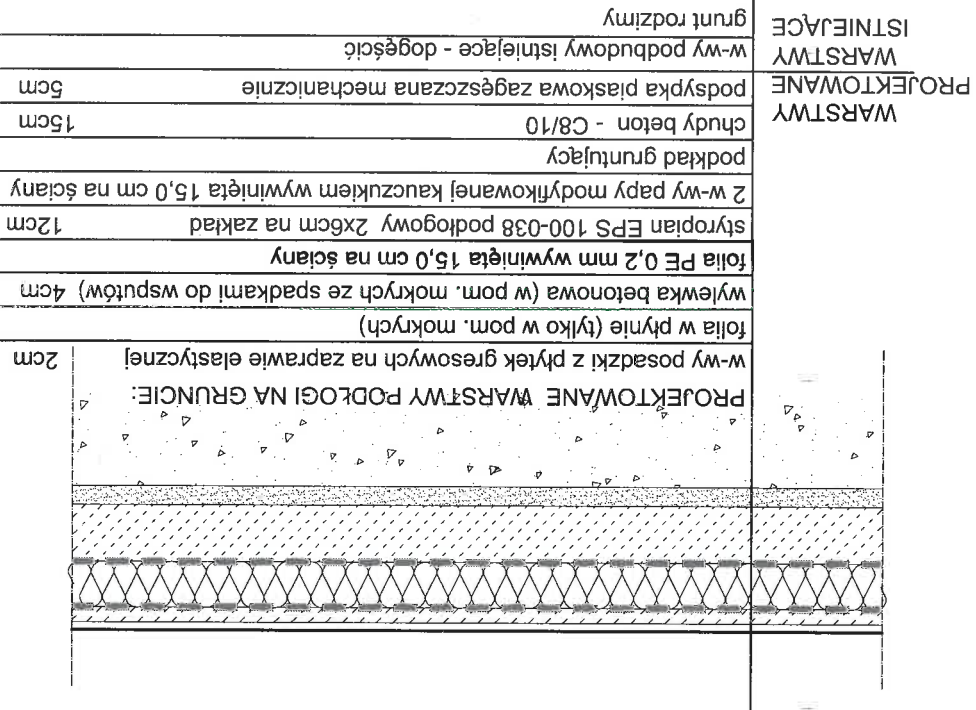 PROJEKTOWANE WARSTWY PODŁOGI NA GRUNCIE:
w-wy posadzki z płytek gresowych na zaprawie elastycznej 2cm
folia w płynie (tylko w pom. mokrych)
wylewka betonowa (w pom. mokrych ze spadkami do wsputów) 4cm
folia PE 0,2 mm wywinięta 15,0 cm na ściany
styropian EPS 100-038 podłogowy 2x6cm na zakład 12cm
2 w-wy papy modyfikowanej kauczukiem wywinięta 15,0 cm na ściany
podkład gruntujący
chudy beton - C8/10 15cm
podsypka piaskowa zagęszczana mechanicznie 5cm
w-wy podbudowy istniejące - dogęścić
grunt rodzimy
WARSTWY
PROJEKTOWANE
WARSTWY
ISTNIEJĄCE